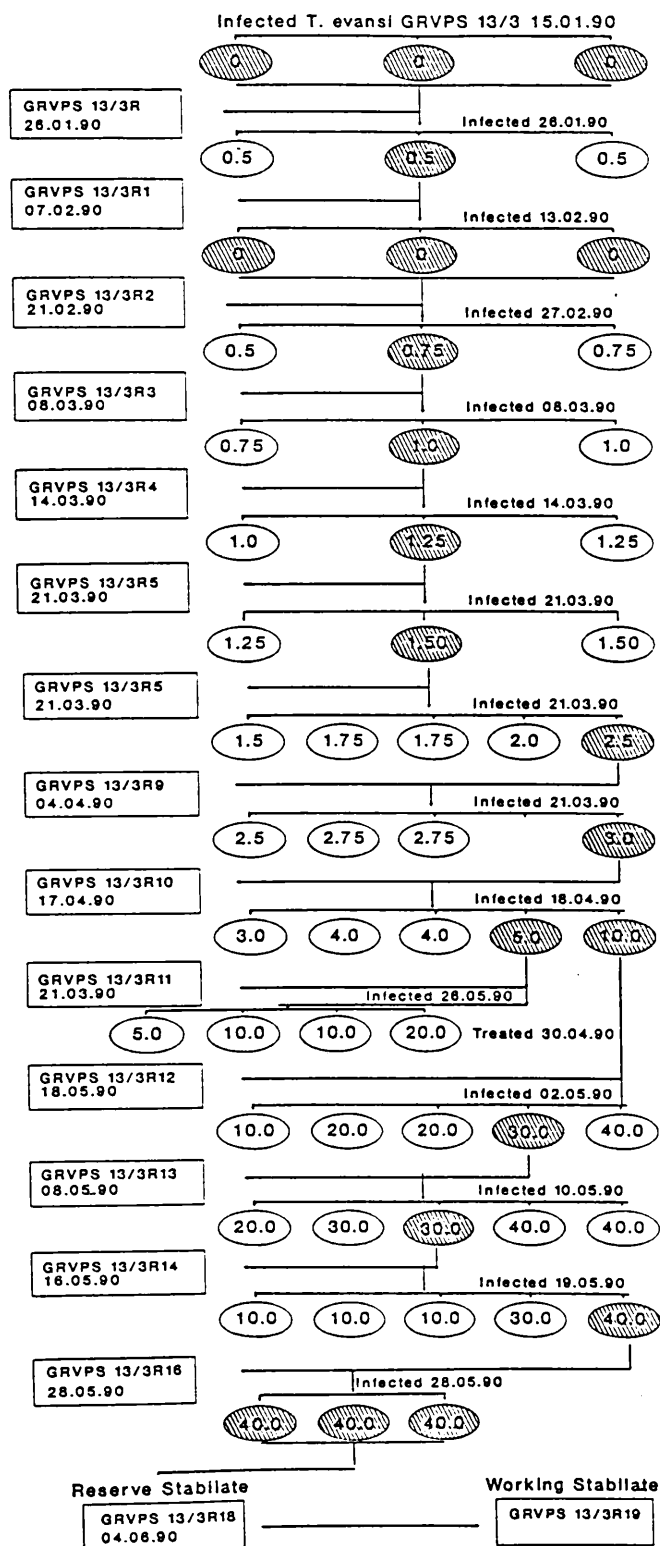 Infected T. evansi GRVPS 13/3 15.01.90
0 0 0
GRVPS 13/3R
26.01.90
Infected 26.01.90
0.5 0.5 0.5
GRVPS 13/3R1
07.02.90
Infected 13.02.90
0 0 0
GRVPS 13/3R2
21.02.90
Infected 27.02.90
0.5 0.75 0.75
GRVPS 13/3R3
08.03.90
Infected 08.03.90
0.75 1.0 1.0
GRVPS 13/3R4
14.03.90
Infected 14.03.90
1.0 1.25 1.25
GRVPS 13/3R5
21.03.90
Infected 21.03.90
1.25 1.50 1.50
GRVPS 13/3R5
21.03.90
Infected 21.03.90
1.5 1.75 1.75 2.0 2.5
GRVPS 13/3R9
04.04.90
Infected 21.03.90
2.5 2.75 2.75 3.0
GRVPS 13/3R10
17.04.90
Infected 18.04.90
3.0 4.0 4.0 5.0 10.0
GRVPS 13/3R11
21.03.90
Infected 26.05.90
5.0 10.0 10.0 20.0 Treated 30.04.90
GRVPS 13/3R12
18.05.90
Infected 02.05.90
10.0 20.0 20.0 30.0 40.0
GRVPS 13/3R13
08.05.90
Infected 10.05.90
20.0 30.0 30.0 40.0 40.0
GRVPS 13/3R14
16.05.90
Infected 19.05.90
10.0 10.0 10.0 30.0 40.0
GRVPS 13/3R16
28.05.90
Infected 28.05.90
40.0 40.0 40.0
Reserve Stabilate Working Stabilate
GRVPS 13/3R18
04.06.90
GRVPS 13/3R19